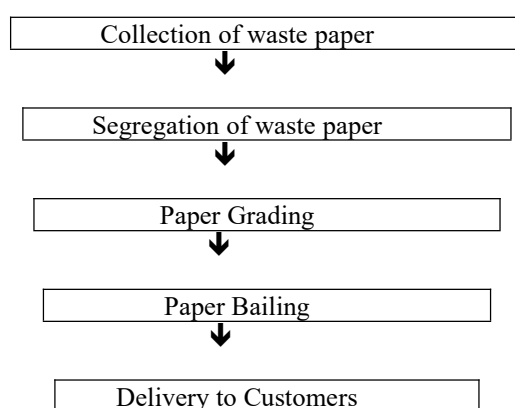 Collection of waste paper
Segregation of waste paper
Paper Grading
Paper Bailing
Delivery to Customers